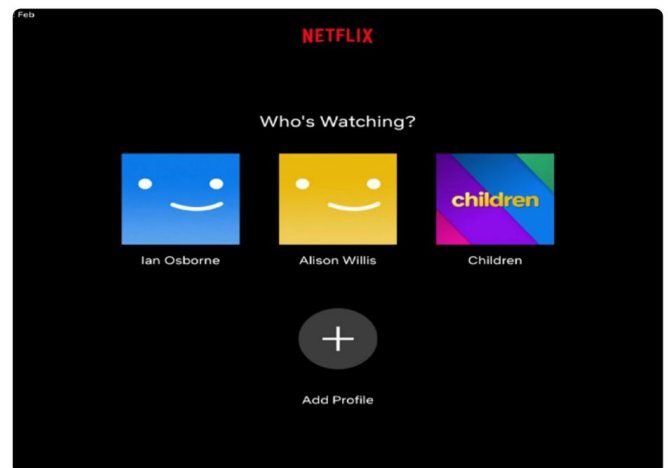 Feb
NETFLIX
Who's Watching?
children
Ian Osborne
Alison Willis
Children
Add Profile